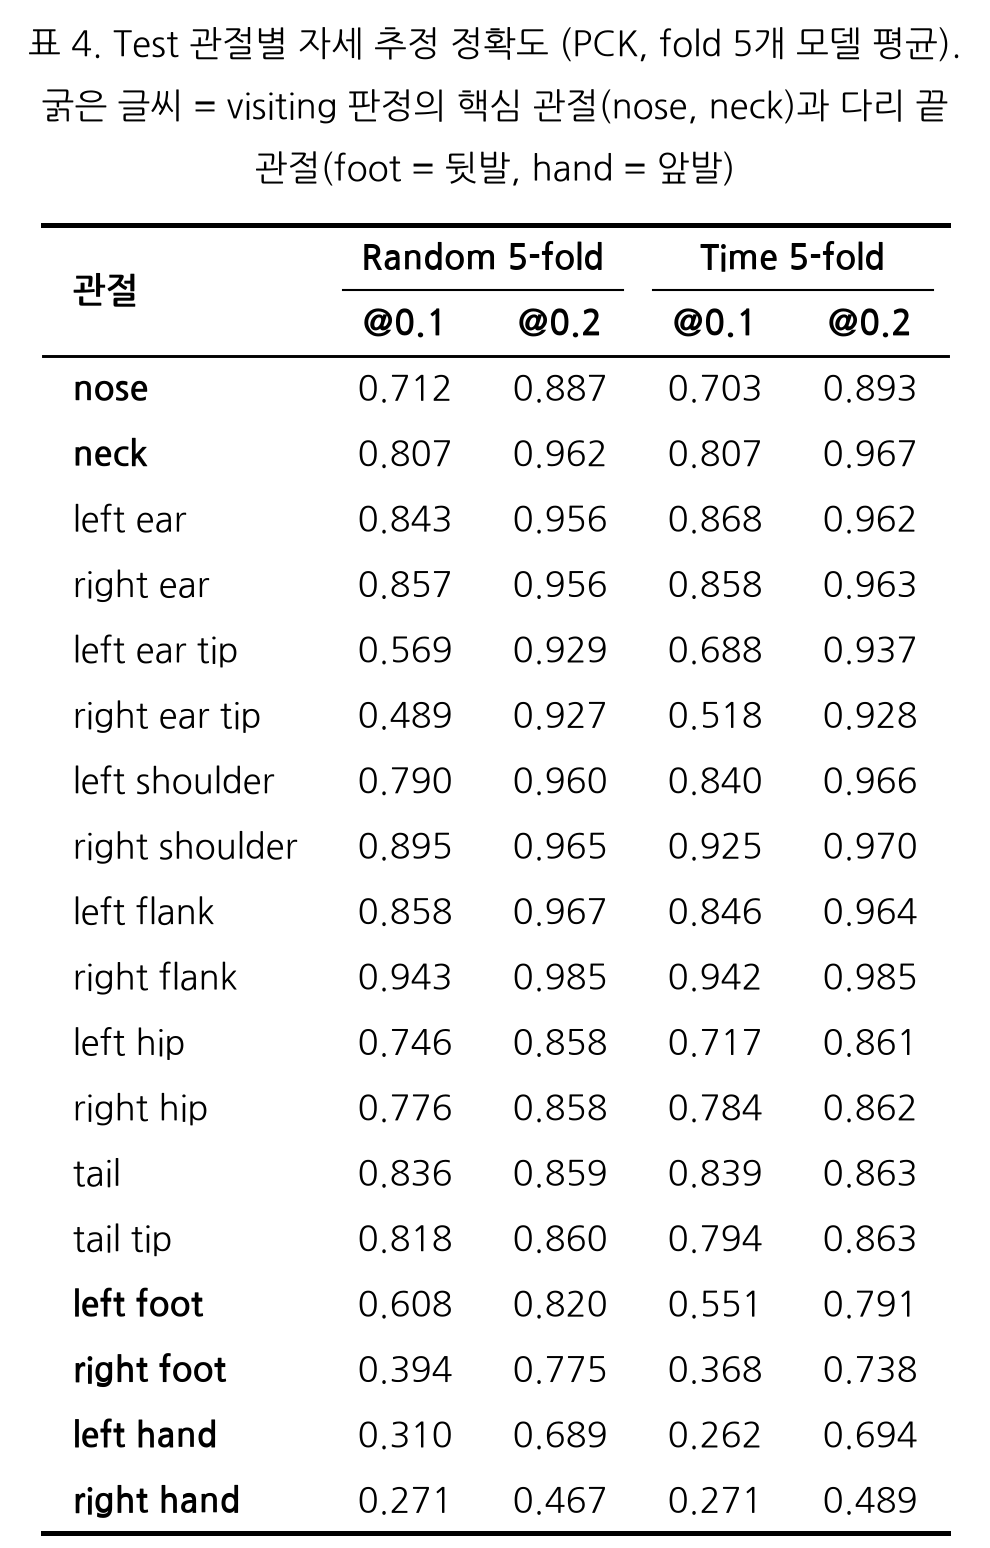 표 4. Test 관절별 자세 추정 정확도 (PCK, fold 5개 모델 평균).
굵은 글씨 = visiting 판정의 핵심 관절(nose, neck)과 다리 끝
관절(foot = 뒷발, hand = 앞발)
관절 Random 5-fold Time 5-fold
@0.1 @0.2 @0.1 @0.2
nose 0.712 0.887 0.703 0.893
neck 0.807 0.962 0.807 0.967
left ear 0.843 0.956 0.868 0.962
right ear 0.857 0.956 0.858 0.963
left ear tip 0.569 0.929 0.688 0.937
right ear tip 0.489 0.927 0.518 0.928
left shoulder 0.790 0.960 0.840 0.966
right shoulder 0.895 0.965 0.925 0.970
left flank 0.858 0.967 0.846 0.964
right flank 0.943 0.985 0.942 0.985
left hip 0.746 0.858 0.717 0.861
right hip 0.776 0.858 0.784 0.862
tail 0.836 0.859 0.839 0.863
tail tip 0.818 0.860 0.794 0.863
left foot 0.608 0.820 0.551 0.791
right foot 0.394 0.775 0.368 0.738
left hand 0.310 0.689 0.262 0.694
right hand 0.271 0.467 0.271 0.489